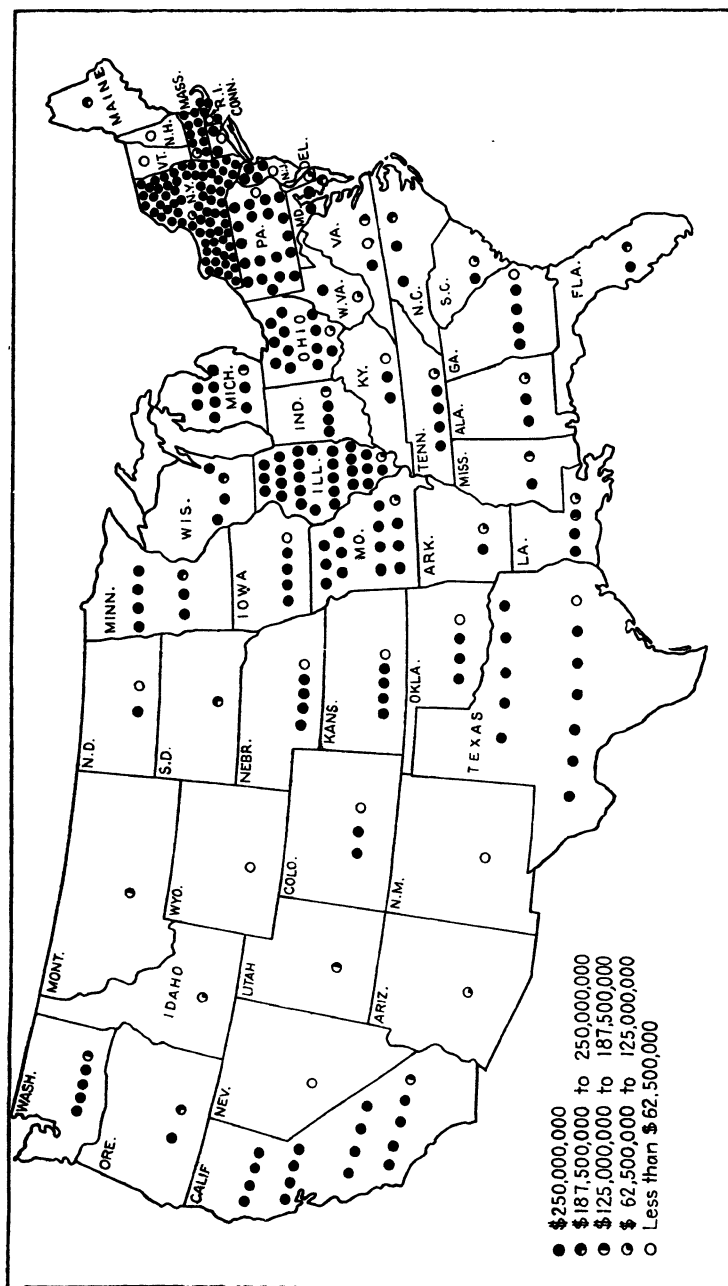 WASH.
ORE.
CALIF
NEV.
IDAHO
MONT.
WYO.
UTAH
ARIZ.
COLO.
N.M.
N.D.
S.D.
NEBR.
KANS.
OKLA.
TEXAS
MINN.
IOWA
MO.
ARK.
LA.
WIS.
ILL.
MICH.
IND.
OHIO
KY.
TENN.
MISS.
ALA.
GA.
FLA.
S.C.
N.C.
VA.
W.VA.
MD.
DEL.
PA.
N.J.
N.Y.
VT.
N.H.
MAINE
MASS.
R.I.
CONN.
$250,000,000
$187,500,000 to 250,000,000
$125,000,000 to 187,500,000
$ 62,500,000 to 125,000,000
Less than $62,500,000